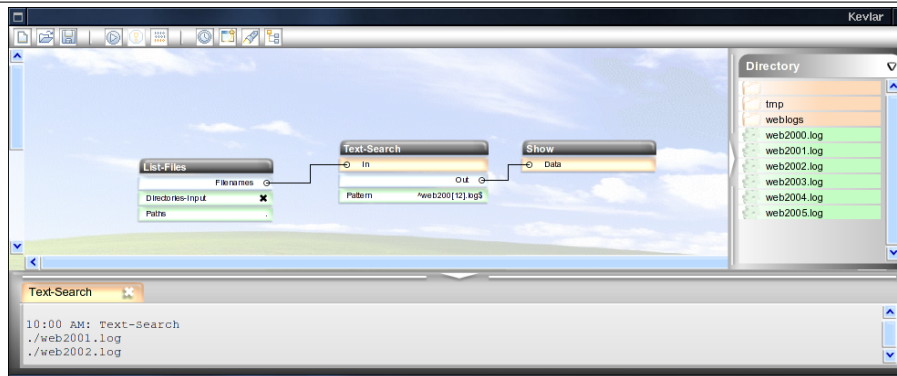 Kevlar
Directory
tmp
weblogs
web2000.log
web2001.log
web2002.log
web2003.log
web2004.log
web2005.log
List-Files
Filenames
Directories-Input
Paths .
Text-Search
In
Out
Pattern ^web200[12].log$
Show
Data
Text-Search
10:00 AM: Text-Search
./web2001.log
./web2002.log